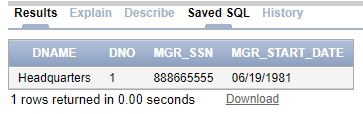 Results Explain Describe Saved SQL History
DNAME DNO MGR_SSN MGR_START_DATE
Headquarters 1 888665555 06/19/1981
1 rows returned in 0.00 seconds Download